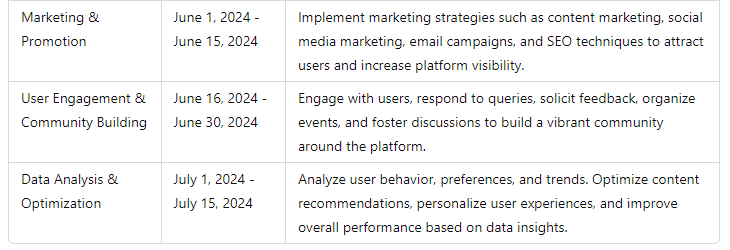 Marketing & Promotion
June 1, 2024 - June 15, 2024
Implement marketing strategies such as content marketing, social
media marketing, email campaigns, and SEO techniques to attract
users and increase platform visibility.
User Engagement & Community Building
June 16, 2024 - June 30, 2024
Engage with users, respond to queries, solicit feedback, organize
events, and foster discussions to build a vibrant community
around the platform.
Data Analysis & Optimization
July 1, 2024 - July 15, 2024
Analyze user behavior, preferences, and trends. Optimize content
recommendations, personalize user experiences, and improve
overall performance based on data insights.